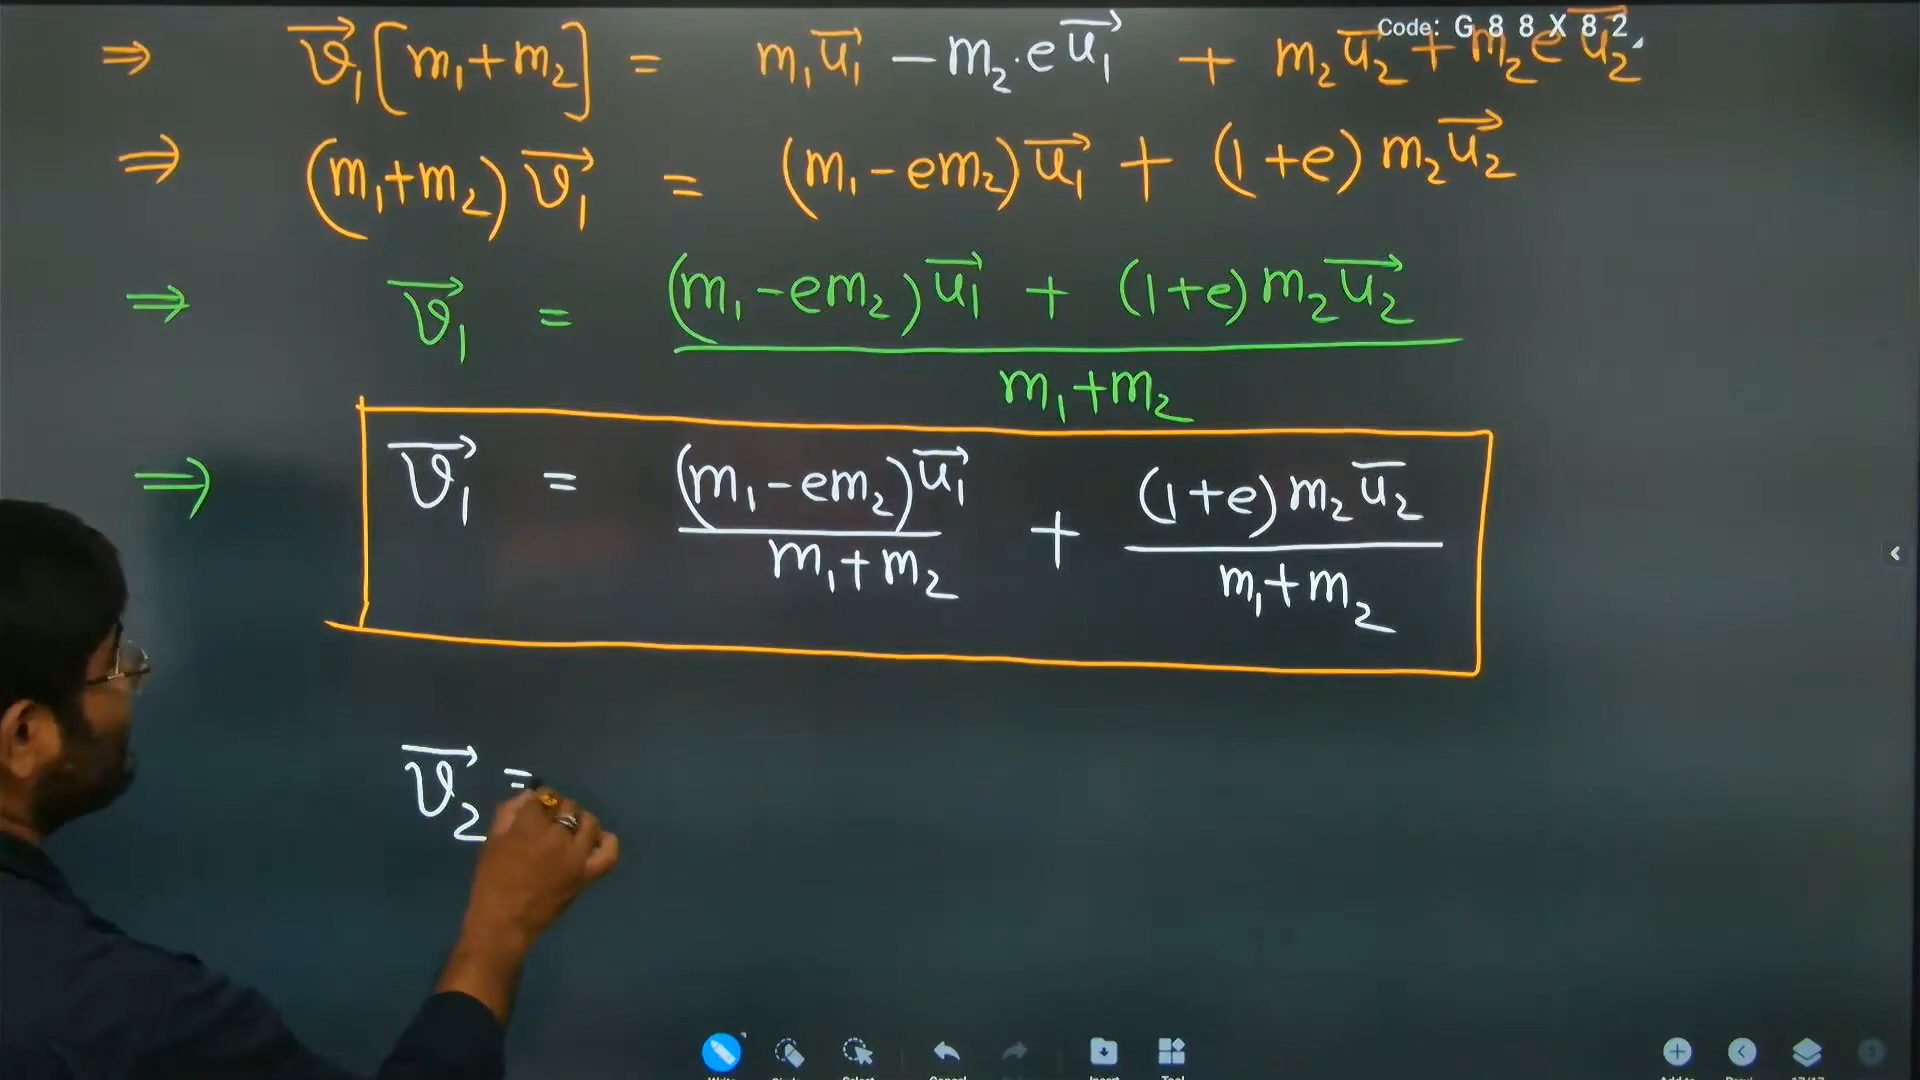 Code: G 8 8 X 8 2
⇒ v⃗₁[m₁+m₂] = m₁u⃗₁ − m₂·eu⃗₁ + m₂u⃗₂ + m₂eu⃗₂
⇒ (m₁+m₂)v⃗₁ = (m₁−em₂)u⃗₁ + (1+e)m₂u⃗₂
⇒ v⃗₁ = (m₁−em₂)u⃗₁ + (1+e)m₂u⃗₂
m₁+m₂
⇒ v⃗₁ = (m₁−em₂)u⃗₁ / m₁+m₂ + (1+e)m₂u̅₂ / m₁+m₂
v⃗₂ =